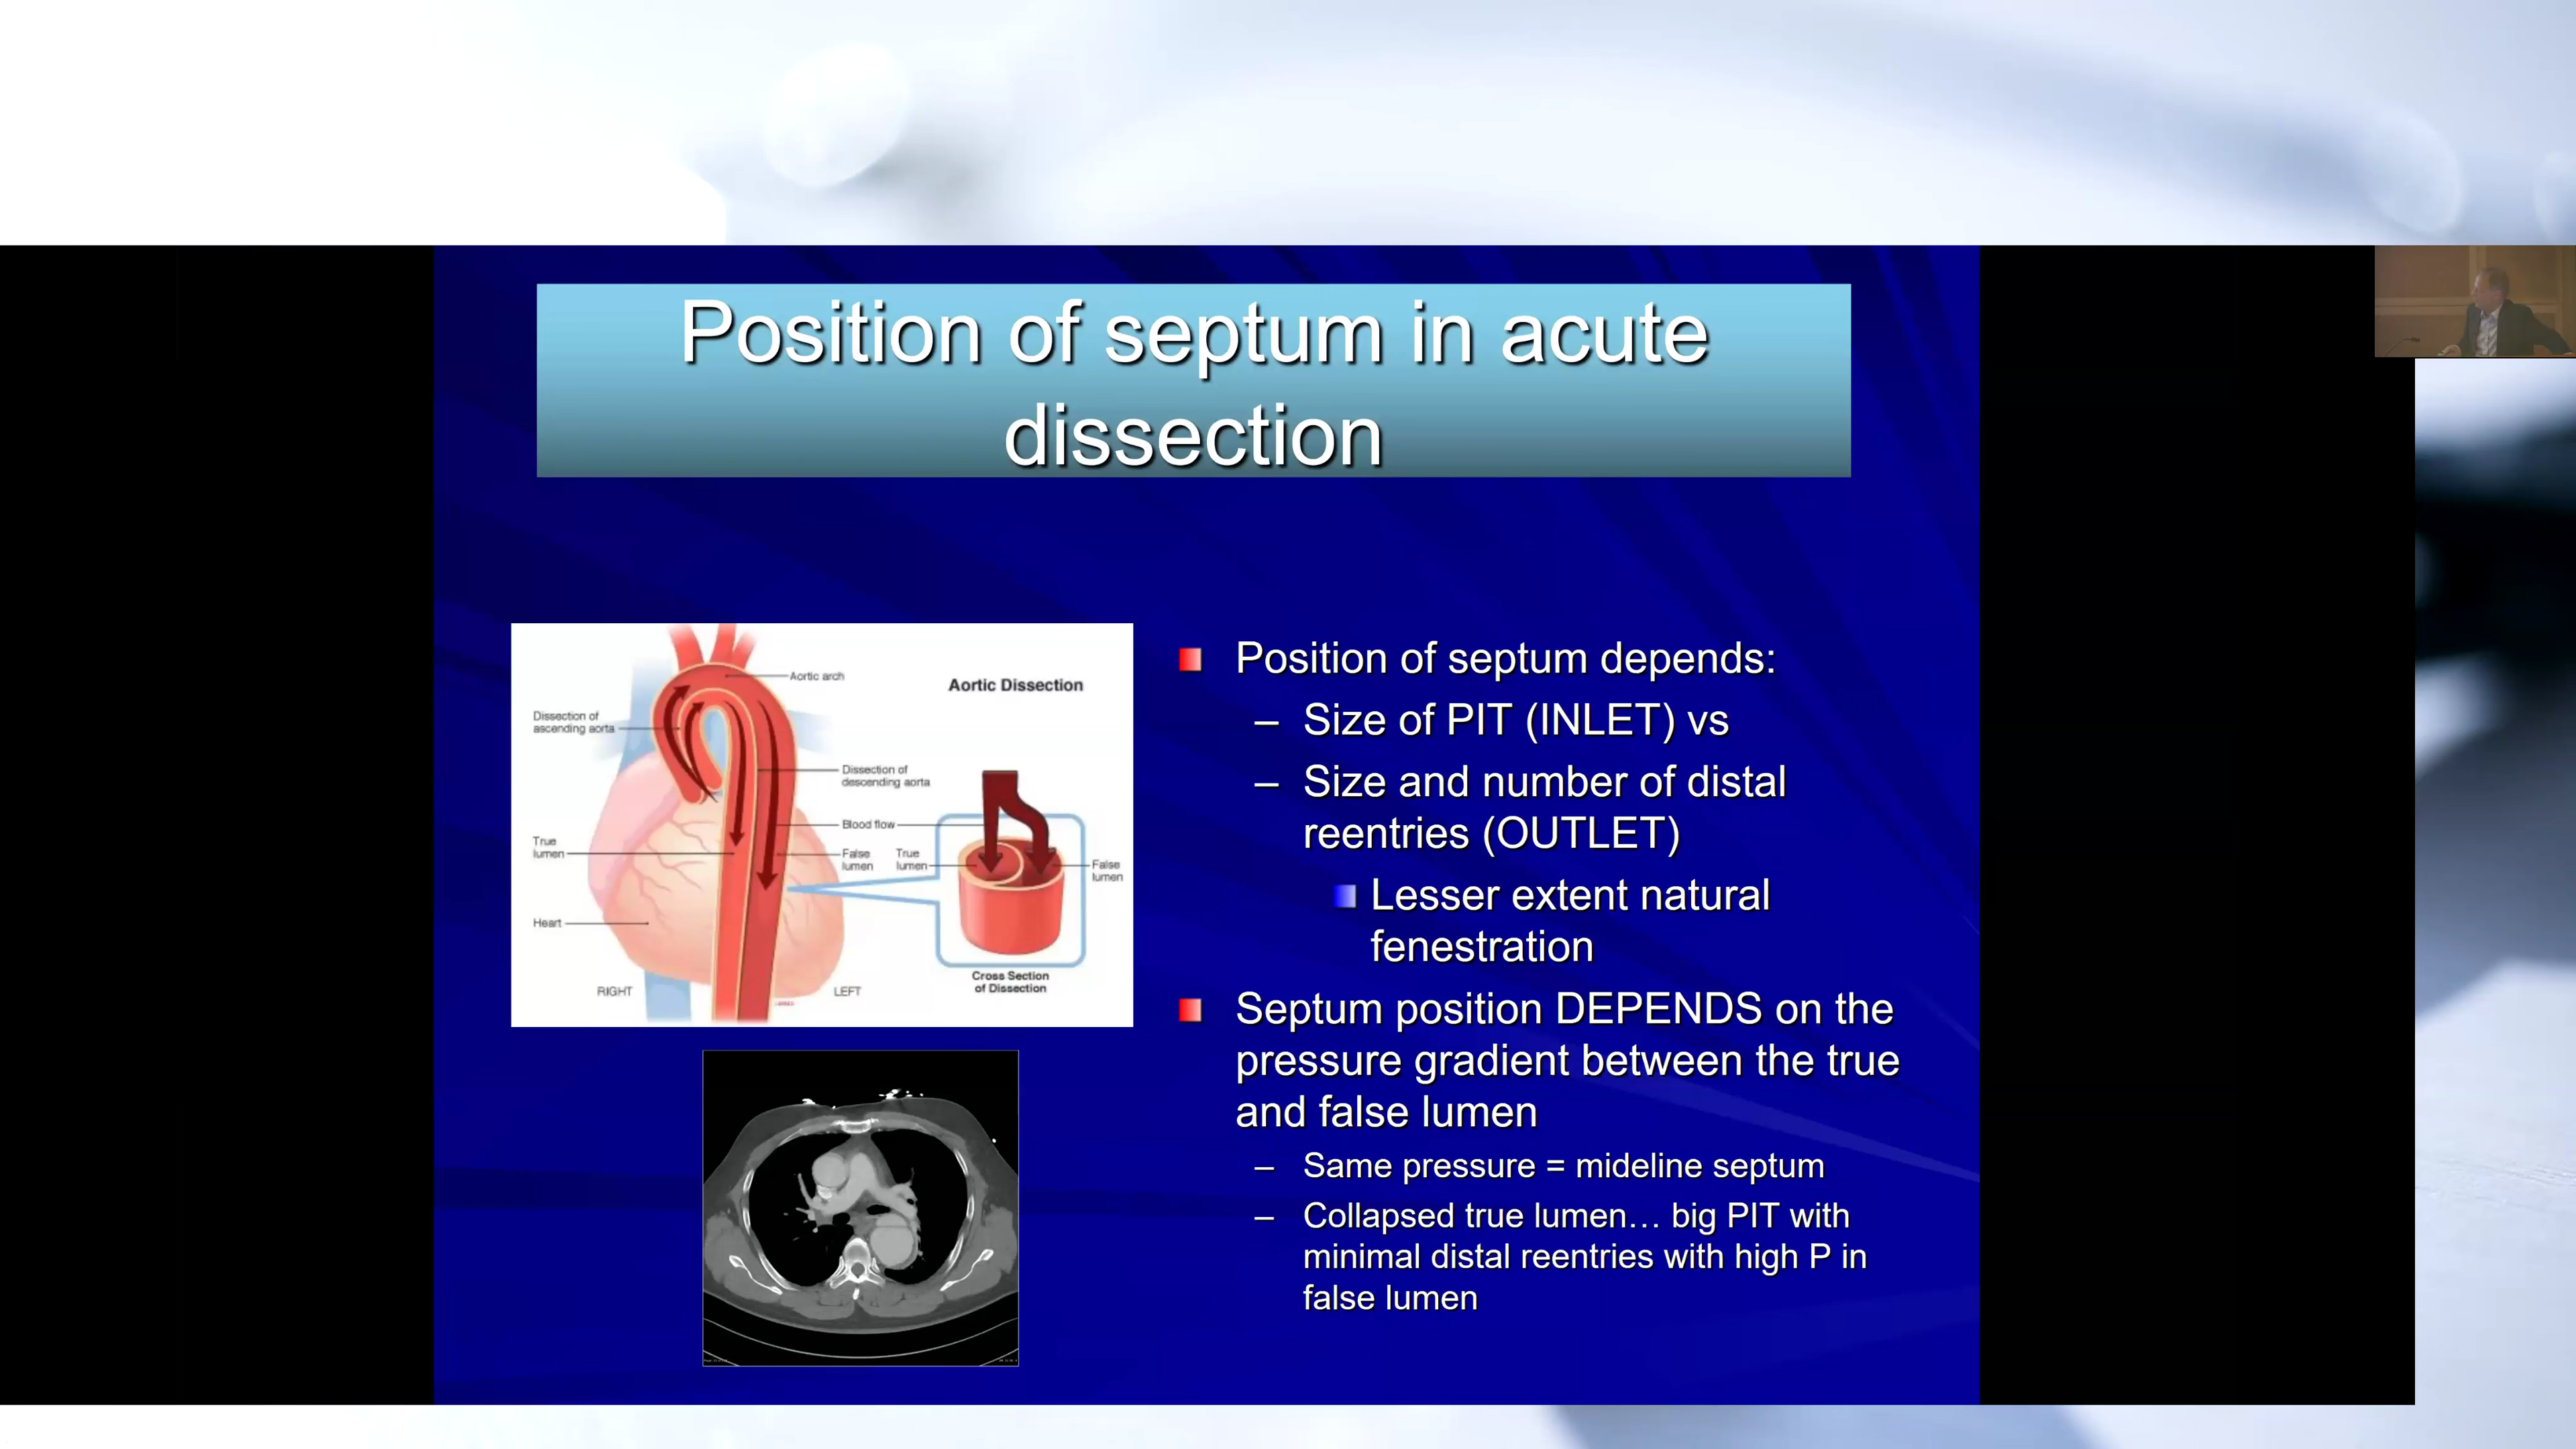 Position of septum in acute
dissection
Aortic arch
Aortic Dissection
Dissection of
ascending aorta
Dissection of
descending aorta
Blood flow
True
lumen
False
lumen
True
lumen
False
lumen
Heart
RIGHT
LEFT
Cross Section
of Dissection
Position of septum depends:
– Size of PIT (INLET) vs
– Size and number of distal
reentries (OUTLET)
Lesser extent natural
fenestration
Septum position DEPENDS on the
pressure gradient between the true
and false lumen
– Same pressure = mideline septum
– Collapsed true lumen… big PIT with
minimal distal reentries with high P in
false lumen